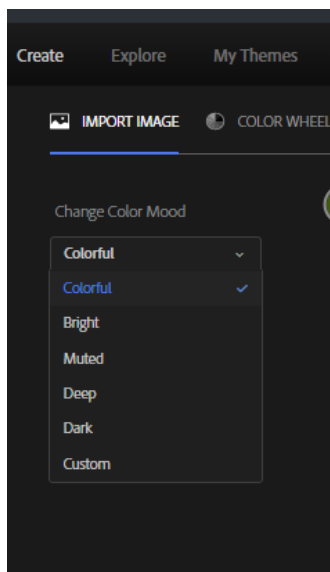 Create Explore My Themes
IMPORT IMAGE COLOR WHEEL
Change Color Mood
Colorful
Colorful
Bright
Muted
Deep
Dark
Custom